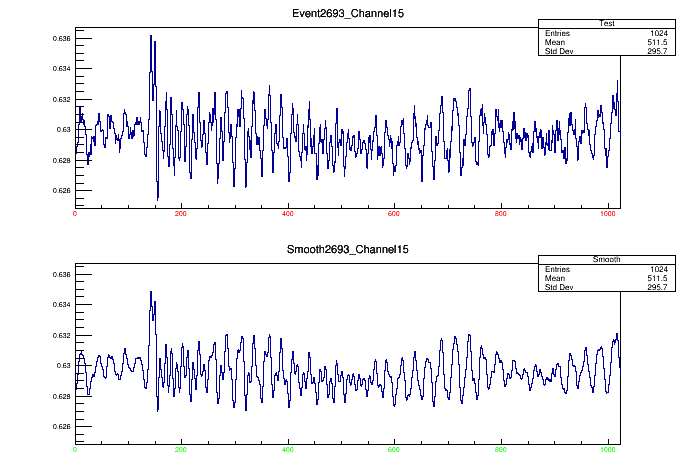 Event2693_Channel15
Test
Entries 1024
Mean 511.5
Std Dev 295.7
0.636
0.634
0.632
0.63
0.628
0.626
0 200 400 600 800 1000
Smooth2693_Channel15
Smooth
Entries 1024
Mean 511.5
Std Dev 295.7
0.636
0.634
0.632
0.63
0.628
0.626
0 200 400 600 800 1000